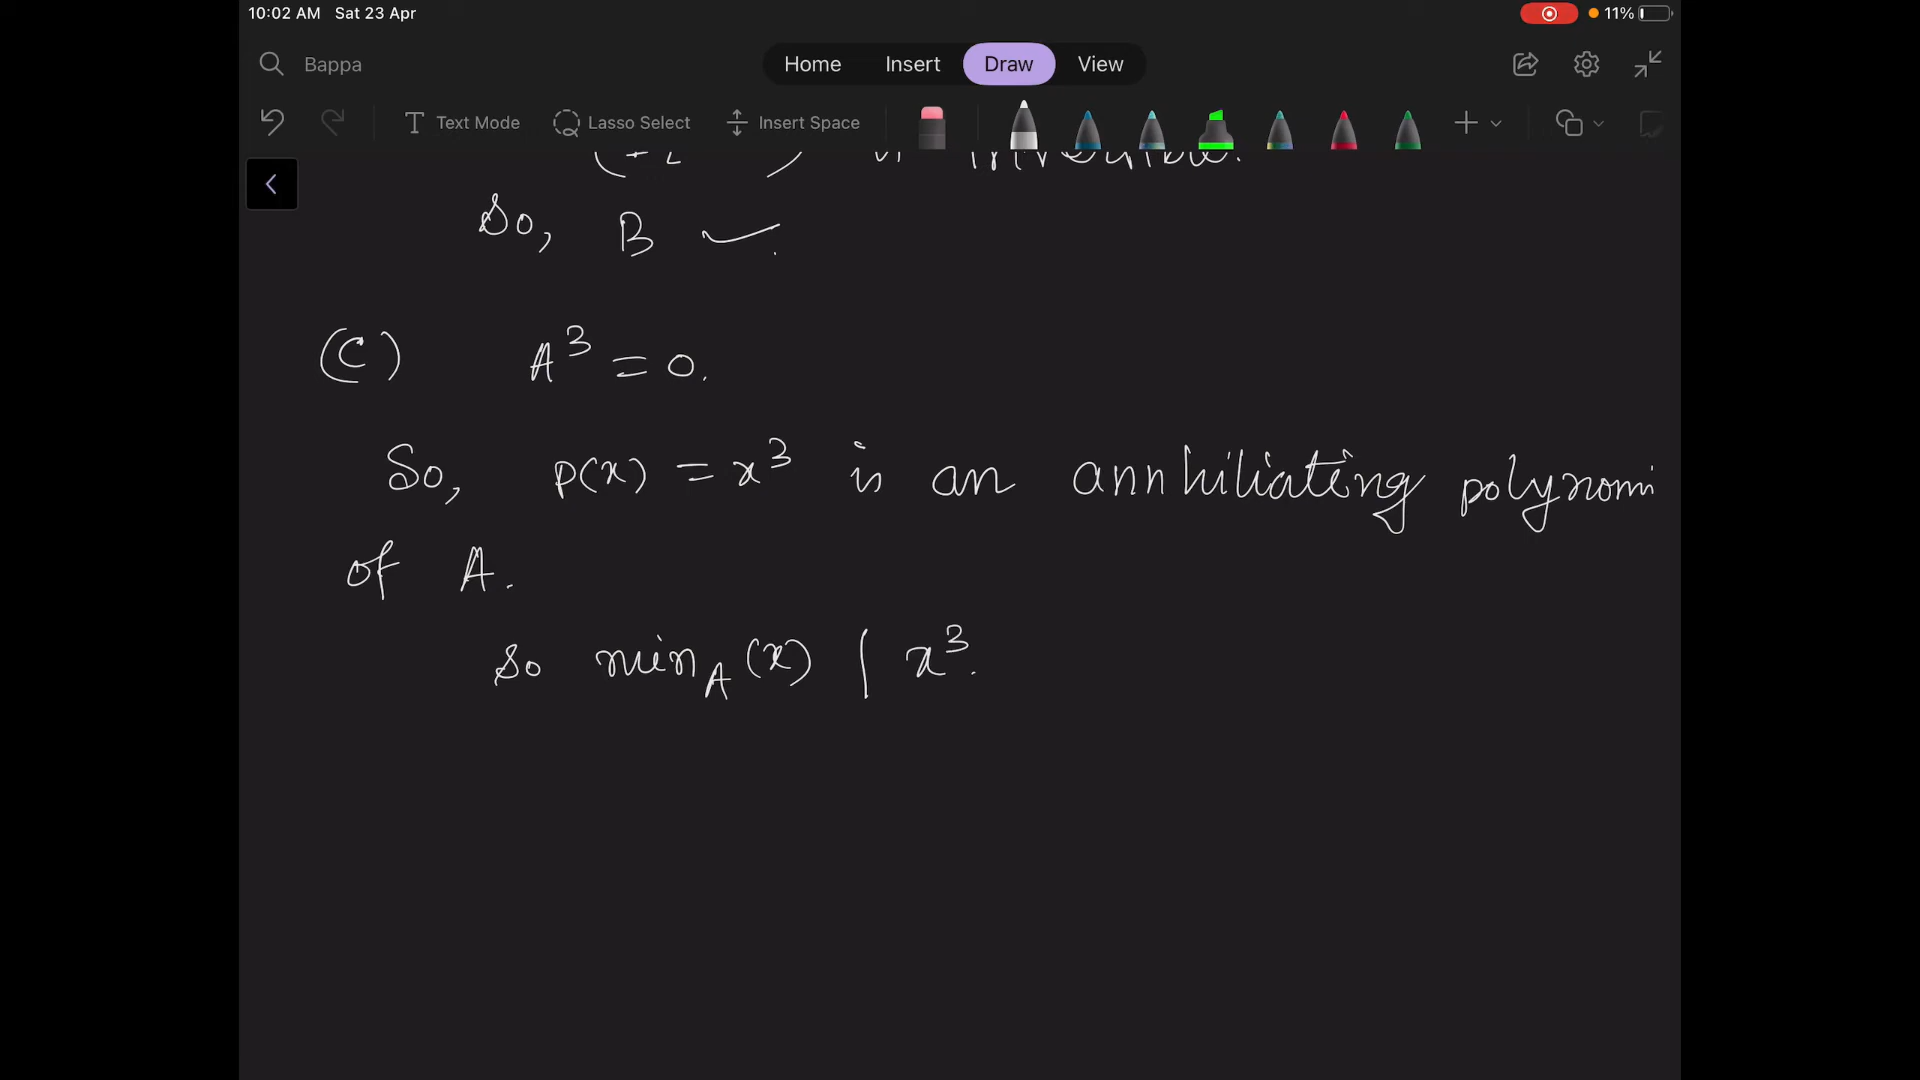 10:02 AM Sat 23 Apr 11%
Bappa Home Insert Draw View
Text Mode Lasso Select Insert Space
So, B
(C) A³ = 0.
So, p(x) = x³ is an annhiliating polynomi
of A.
So min_A (x) | x³.